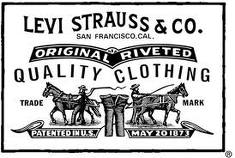 LEVI STRAUSS & CO.
SAN FRANCISCO, CAL.
ORIGINAL RIVETED
QUALITY CLOTHING
TRADE MARK
PATENTED IN U.S. MAY 20 1873
®